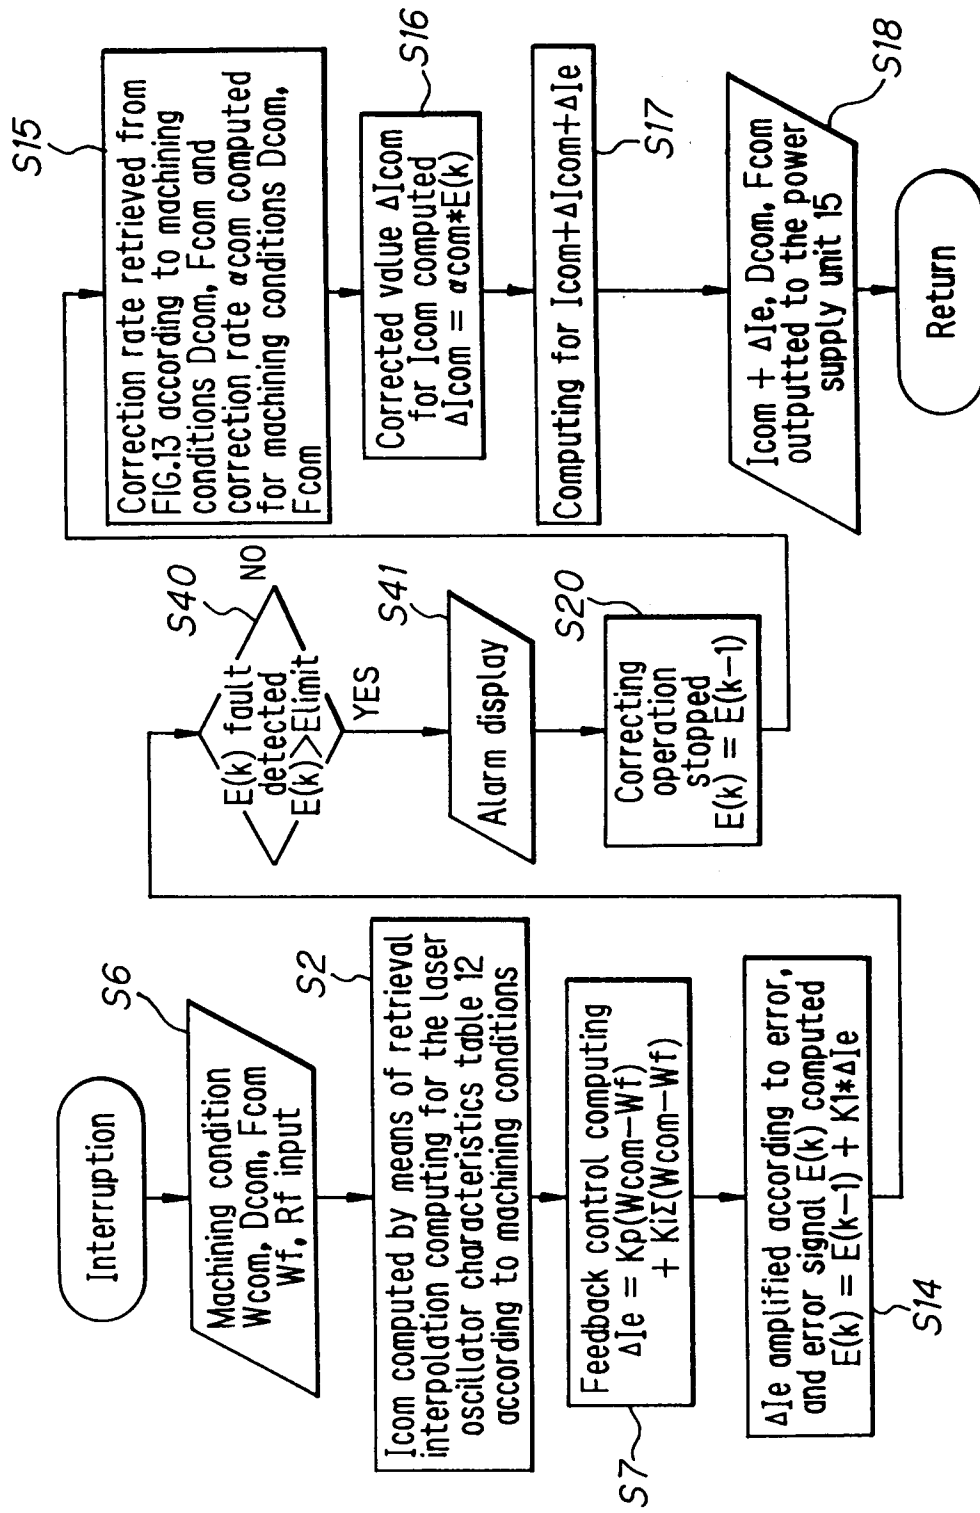 Interruption
S6
Machining condition
Wcom, Dcom, Fcom
Wf, Rf input
S2
Icom computed by means of retrieval
interpolation computing for the laser
oscillator characteristics table 12
according to machining conditions
S7
Feedback control computing
ΔIe = Kp(Wcom−Wf)
+ KiΣ(Wcom−Wf)
S14
ΔIe amplified according to error,
and error signal E(k) computed
E(k) = E(k−1) + K1*ΔIe
S40
E(k) fault
detected
E(k)>Elimit
NO
YES
S41
Alarm display
S20
Correcting
operation
stopped
E(k) = E(k−1)
S15
Correction rate retrieved from
FIG.13 according to machining
conditions Dcom, Fcom and
correction rate αcom computed
for machining conditions Dcom,
Fcom
S16
Corrected value ΔIcom
for Icom computed
ΔIcom = αcom*E(k)
S17
Computing for Icom+ΔIcom+ΔIe
S18
Icom + ΔIe, Dcom, Fcom
outputted to the power
supply unit 15
Return